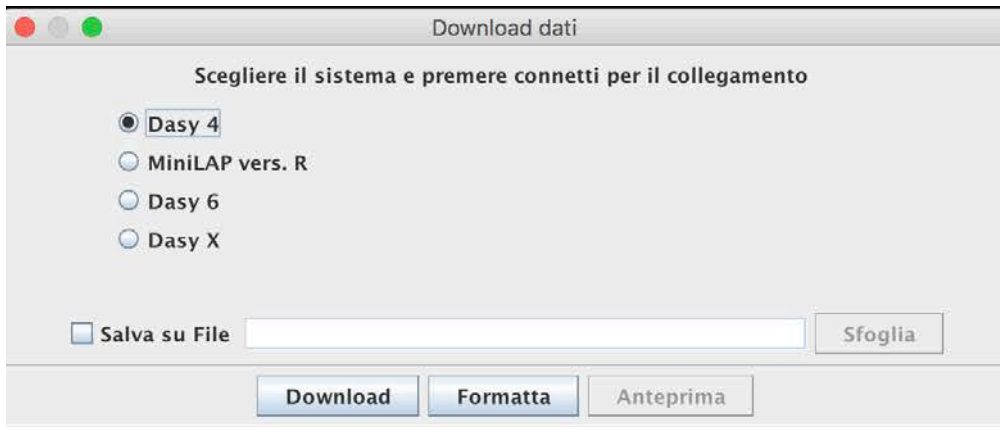 Download dati
Scegliere il sistema e premere connetti per il collegamento
Dasy 4
MiniLAP vers. R
Dasy 6
Dasy X
Salva su File Sfoglia
Download Formatta Anteprima